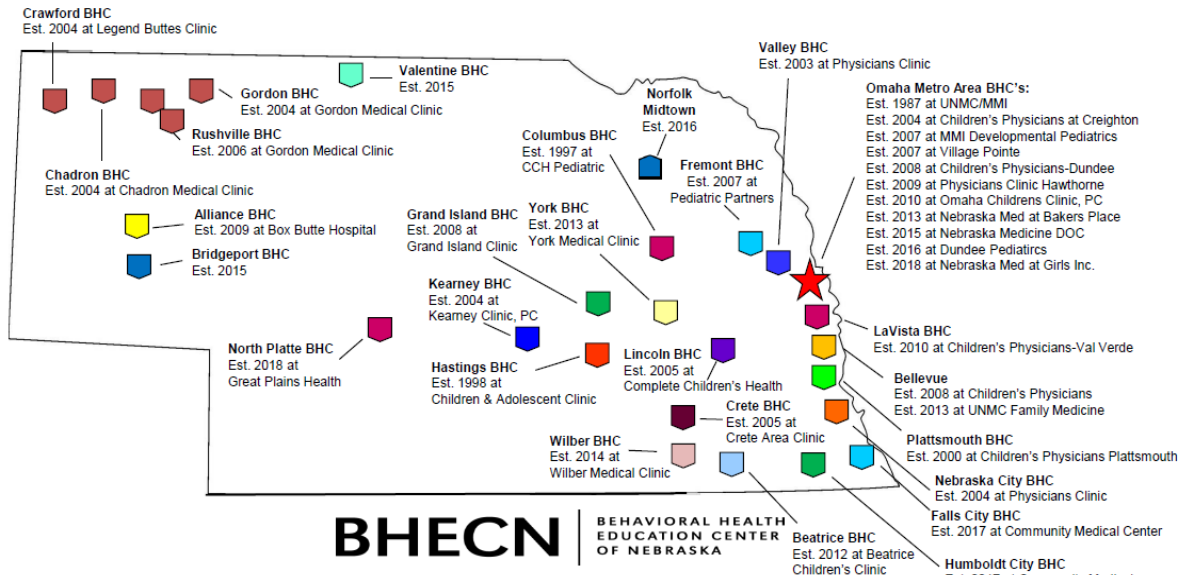 Crawford BHC
Est. 2004 at Legend Buttes Clinic
Valentine BHC
Est. 2015
Gordon BHC
Est. 2004 at Gordon Medical Clinic
Rushville BHC
Est. 2006 at Gordon Medical Clinic
Chadron BHC
Est. 2004 at Chadron Medical Clinic
Alliance BHC
Est. 2009 at Box Butte Hospital
Bridgeport BHC
Est. 2015
North Platte BHC
Est. 2018 at
Great Plains Health
Norfolk
Midtown
Est. 2016
Columbus BHC
Est. 1997 at
CCH Pediatric
Fremont BHC
Est. 2007 at
Pediatric Partners
Valley BHC
Est. 2003 at Physicians Clinic
Omaha Metro Area BHC's:
Est. 1987 at UNMC/MMI
Est. 2004 at Children's Physicians at Creighton
Est. 2007 at MMI Developmental Pediatrics
Est. 2007 at Village Pointe
Est. 2008 at Children's Physicians-Dundee
Est. 2009 at Physicians Clinic Hawthorne
Est. 2010 at Omaha Childrens Clinic, PC
Est. 2013 at Nebraska Med at Bakers Place
Est. 2015 at Nebraska Medicine DOC
Est. 2016 at Dundee Pediatircs
Est. 2018 at Nebraska Med at Girls Inc.
Grand Island BHC
Est. 2008 at
Grand Island Clinic
York BHC
Est. 2013 at
York Medical Clinic
Kearney BHC
Est. 2004 at
Kearney Clinic, PC
Hastings BHC
Est. 1998 at
Children & Adolescent Clinic
Lincoln BHC
Est. 2005 at
Complete Children's Health
Crete BHC
Est. 2005 at
Crete Area Clinic
Wilber BHC
Est. 2014 at
Wilber Medical Clinic
LaVista BHC
Est. 2010 at Children's Physicians-Val Verde
Bellevue
Est. 2008 at Children's Physicians
Est. 2013 at UNMC Family Medicine
Plattsmouth BHC
Est. 2000 at Children's Physicians Plattsmouth
Nebraska City BHC
Est. 2004 at Physicians Clinic
Falls City BHC
Est. 2017 at Community Medical Center
Beatrice BHC
Est. 2012 at Beatrice
Children's Clinic
Humboldt City BHC
BHECN
BEHAVIORAL HEALTH
EDUCATION CENTER
OF NEBRASKA